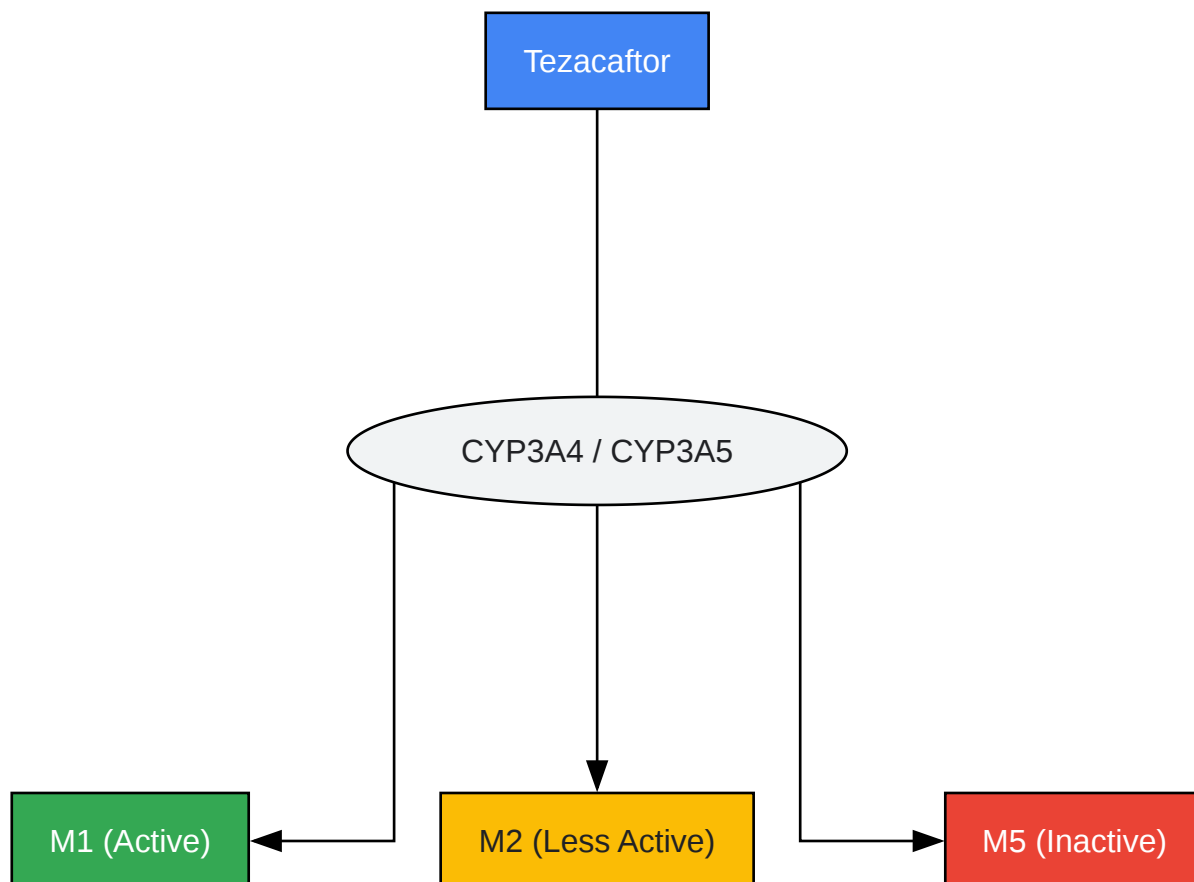 Tezacaftor
CYP3A4 / CYP3A5
M1 (Active)
M2 (Less Active)
M5 (Inactive)